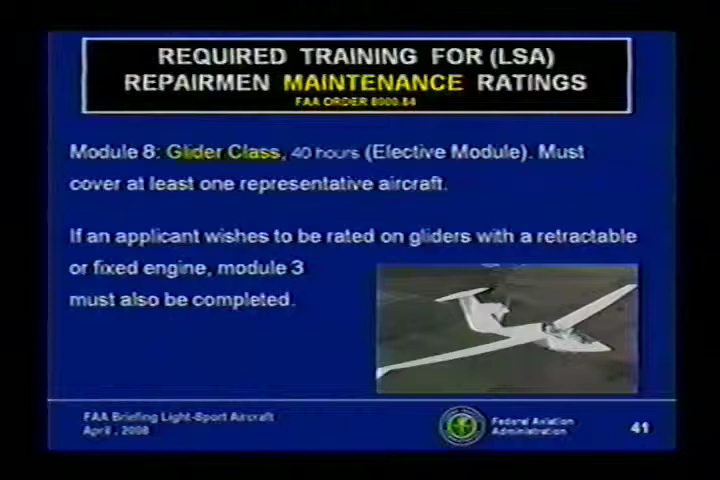 REQUIRED TRAINING FOR (LSA)
REPAIRMEN MAINTENANCE RATINGS
FAA ORDER 8000.84
Module 8: Glider Class, 40 hours (Elective Module). Must
cover at least one representative aircraft.
If an applicant wishes to be rated on gliders with a retractable
or fixed engine, module 3
must also be completed.
FAA Briefing Light-Sport Aircraft
April , 2008
Federal Aviation
Administration
41